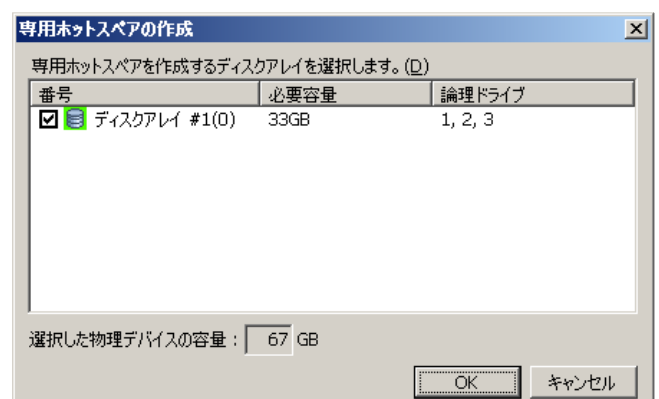 専用ホットスペアの作成
専用ホットスペアを作成するディスクアレイを選択します。(D)
番号 必要容量 論理ドライブ
ディスクアレイ #1(0) 33GB 1, 2, 3
選択した物理デバイスの容量： 67 GB
OK キャンセル